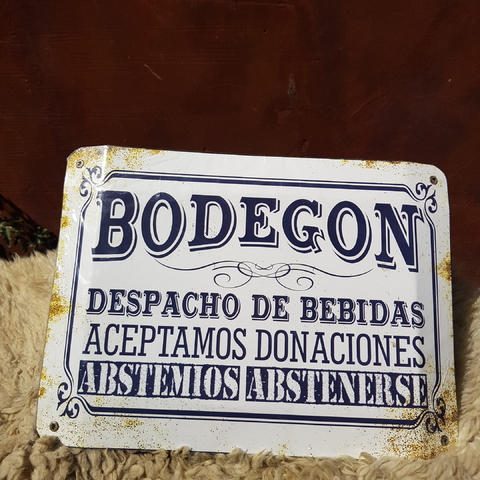 BODEGON
DESPACHO DE BEBIDAS
ACEPTAMOS DONACIONES
ABSTEMIOS ABSTENERSE